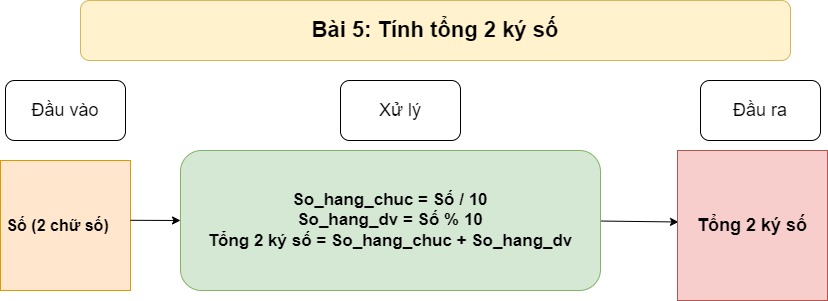 Bài 5: Tính tổng 2 ký số
Đầu vào
Xử lý
Đầu ra
Số (2 chữ số)
So_hang_chuc = Số / 10
So_hang_dv = Số % 10
Tổng 2 ký số = So_hang_chuc + So_hang_dv
Tổng 2 ký số